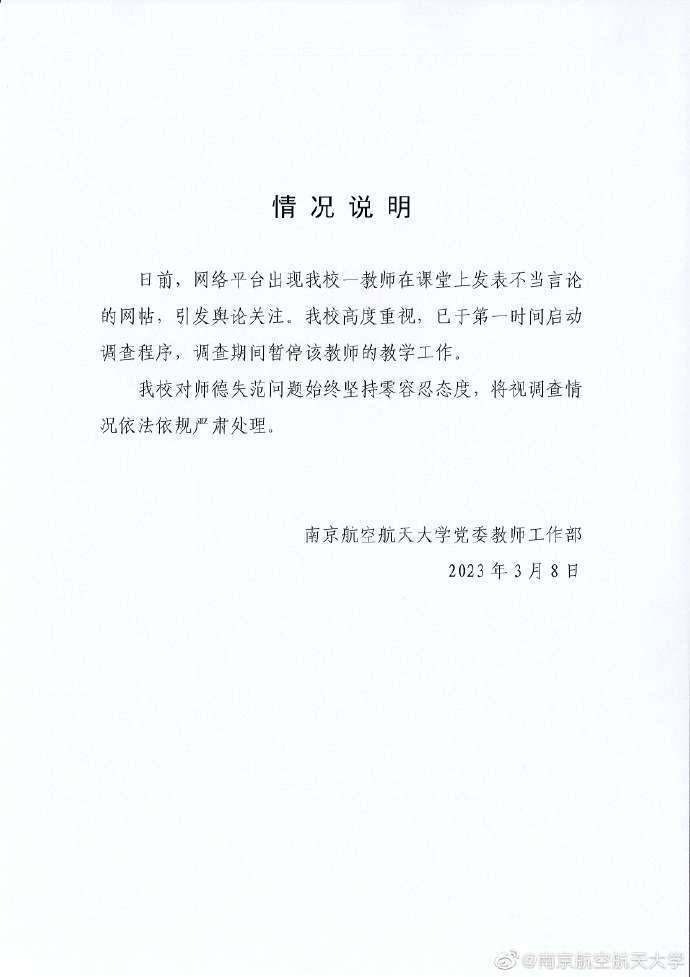 情况说明
日前，网络平台出现我校一教师在课堂上发表不当言论
的网帖，引发舆论关注。我校高度重视，已于第一时间启动
调查程序，调查期间暂停该教师的教学工作。
我校对师德失范问题始终坚持零容忍态度，将视调查情
况依法依规严肃处理。
南京航空航天大学党委教师工作部
2023年3月8日
@南京航空航天大学